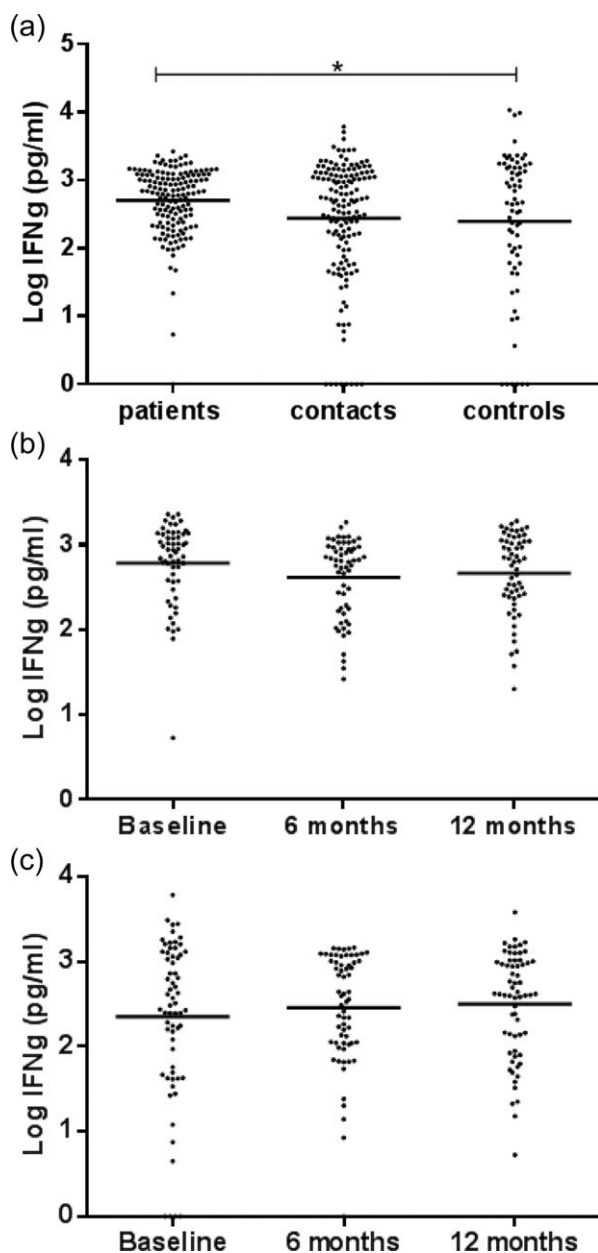 (a)
5
*
4
3
2
1
0
Log IFNg (pg/ml)
patients contacts controls
(b)
4
3
2
1
0
Log IFNg (pg/ml)
Baseline 6 months 12 months
(c)
4
3
2
1
0
Log IFNg (pg/ml)
Baseline 6 months 12 months